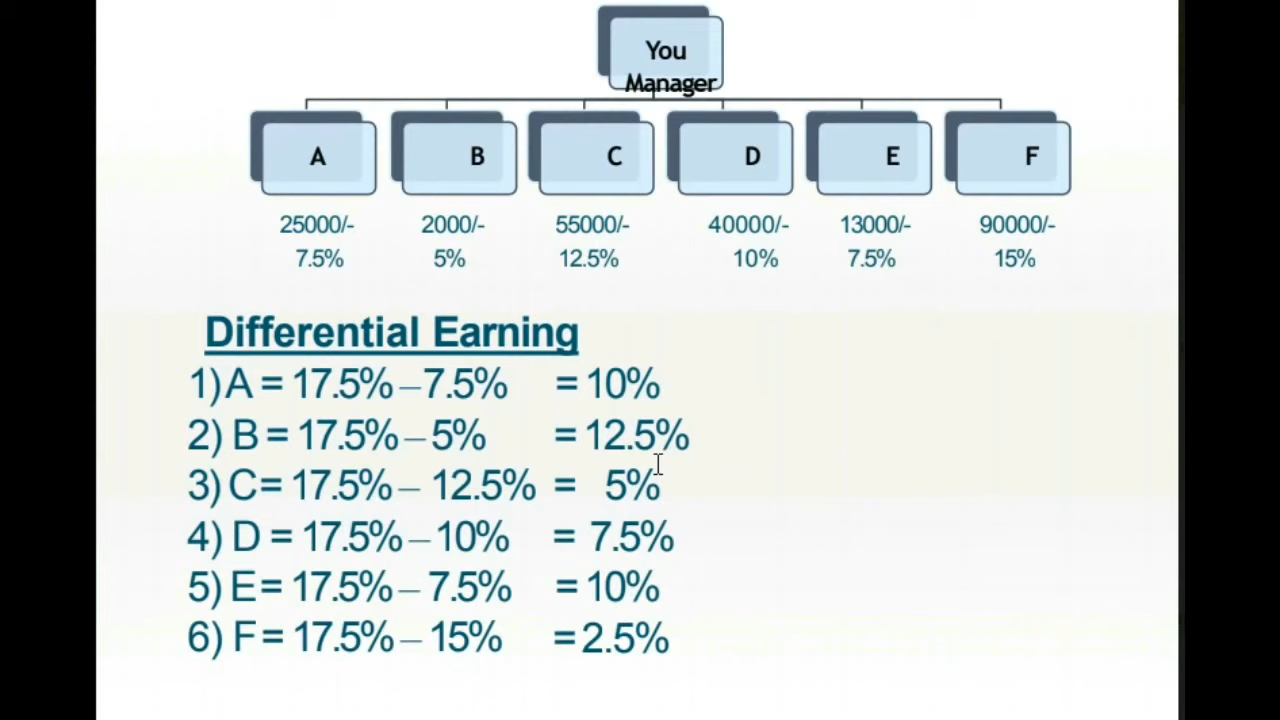 You
Manager
A B C D E F
25000/- 2000/- 55000/- 40000/- 13000/- 90000/-
7.5% 5% 12.5% 10% 7.5% 15%
Differential Earning
1) A = 17.5% – 7.5% = 10%
2) B = 17.5% – 5% = 12.5%
3) C= 17.5% – 12.5% = 5%
4) D = 17.5% – 10% = 7.5%
5) E= 17.5% – 7.5% = 10%
6) F= 17.5% – 15% = 2.5%